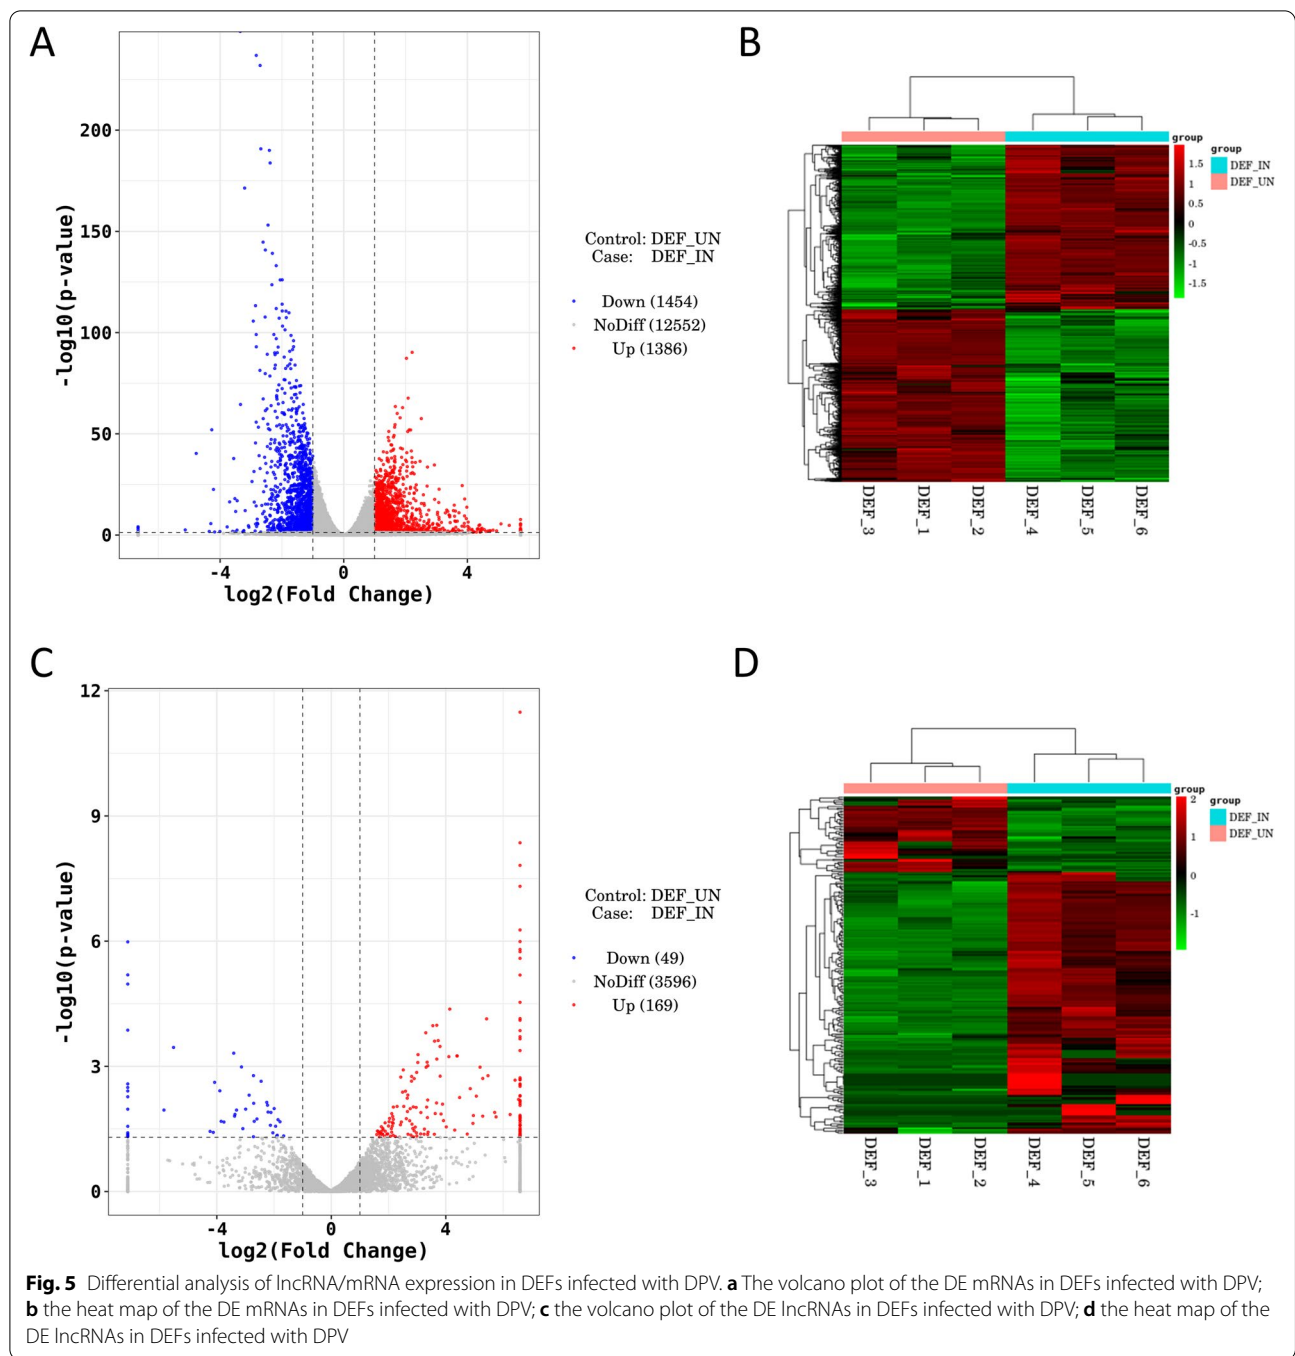 A
-log10(p-value)
200
150
100
50
0
-4
0
4
log2(Fold Change)
Control: DEF_UN
Case: DEF_IN
Down (1454)
NoDiff (12552)
Up (1386)
B
group
1.5
1
0.5
0
-0.5
-1
-1.5
group
DEF_IN
DEF_UN
DEF_3
DEF_1
DEF_2
DEF_4
DEF_5
DEF_6
C
-log10(p-value)
12
9
6
3
0
-4
0
4
log2(Fold Change)
Control: DEF_UN
Case: DEF_IN
Down (49)
NoDiff (3596)
Up (169)
D
group
2
1
0
-1
group
DEF_IN
DEF_UN
DEF_3
DEF_1
DEF_2
DEF_4
DEF_5
DEF_6
Fig. 5 Differential analysis of lncRNA/mRNA expression in DEFs infected with DPV. a The volcano plot of the DE mRNAs in DEFs infected with DPV;
b the heat map of the DE mRNAs in DEFs infected with DPV; c the volcano plot of the DE lncRNAs in DEFs infected with DPV; d the heat map of the
DE lncRNAs in DEFs infected with DPV